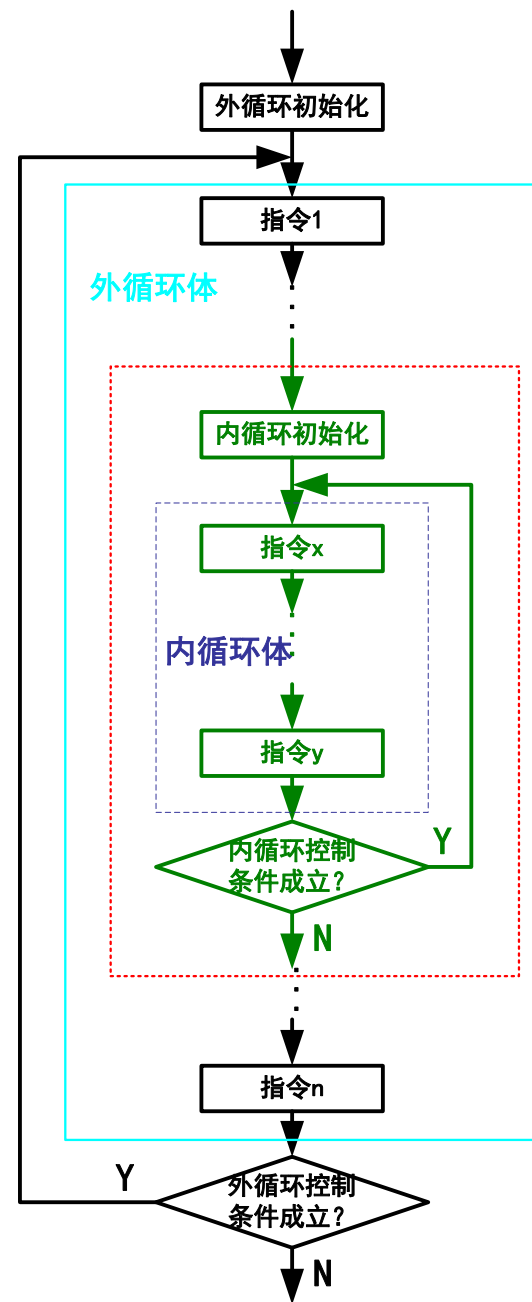 外循环初始化
指令1
外循环体
内循环初始化
指令x
内循环体
指令y
内循环控制
条件成立?
Y
N
指令n
外循环控制
条件成立?
Y
N